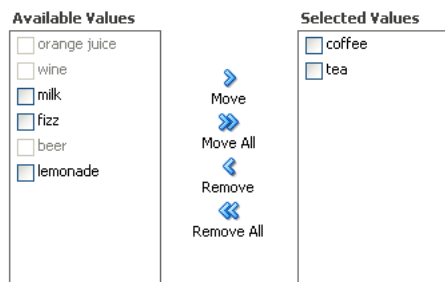 Available Values
orange juice
wine
milk
fizz
beer
lemonade
Move
Move All
Remove
Remove All
Selected Values
coffee
tea